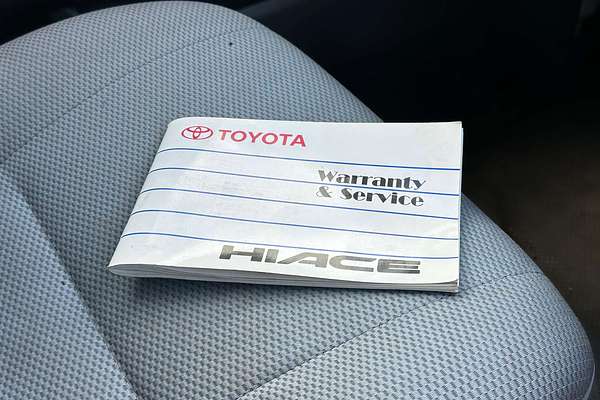 TOYOTA
Warranty
& Service
HIACE